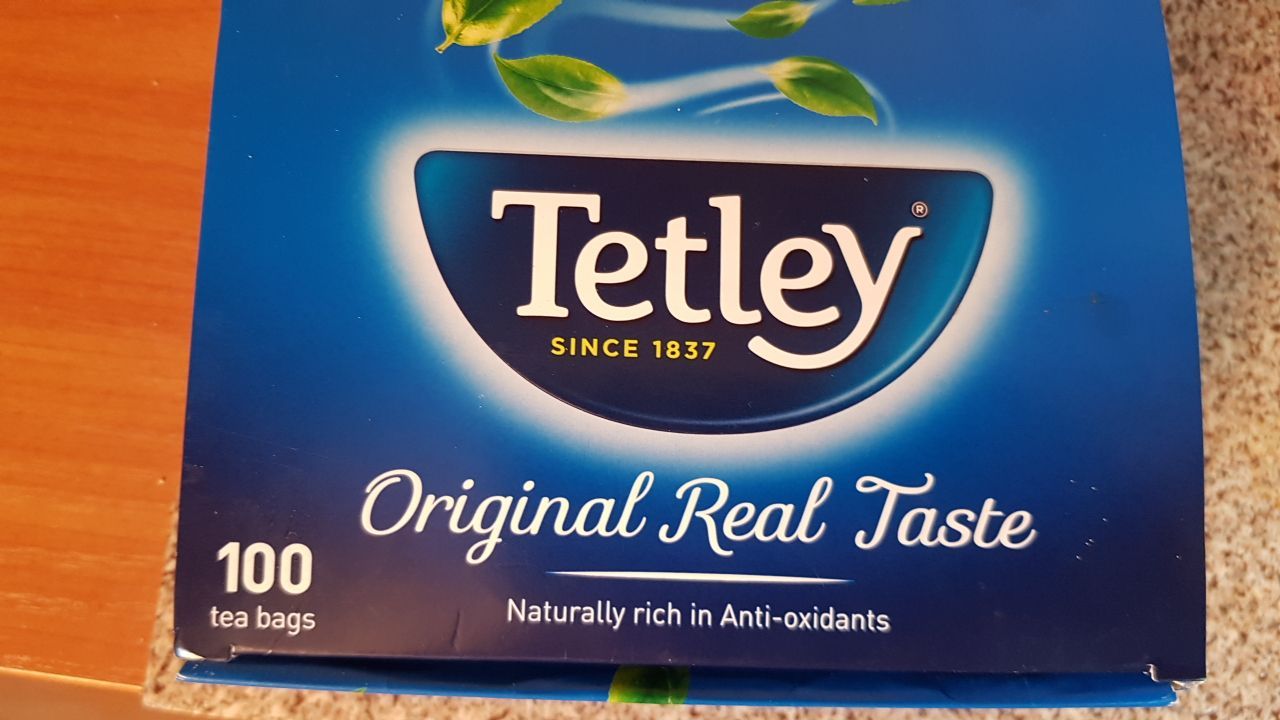 Tetley®
SINCE 1837
Original Real Taste
100
tea bags
Naturally rich in Anti-oxidants